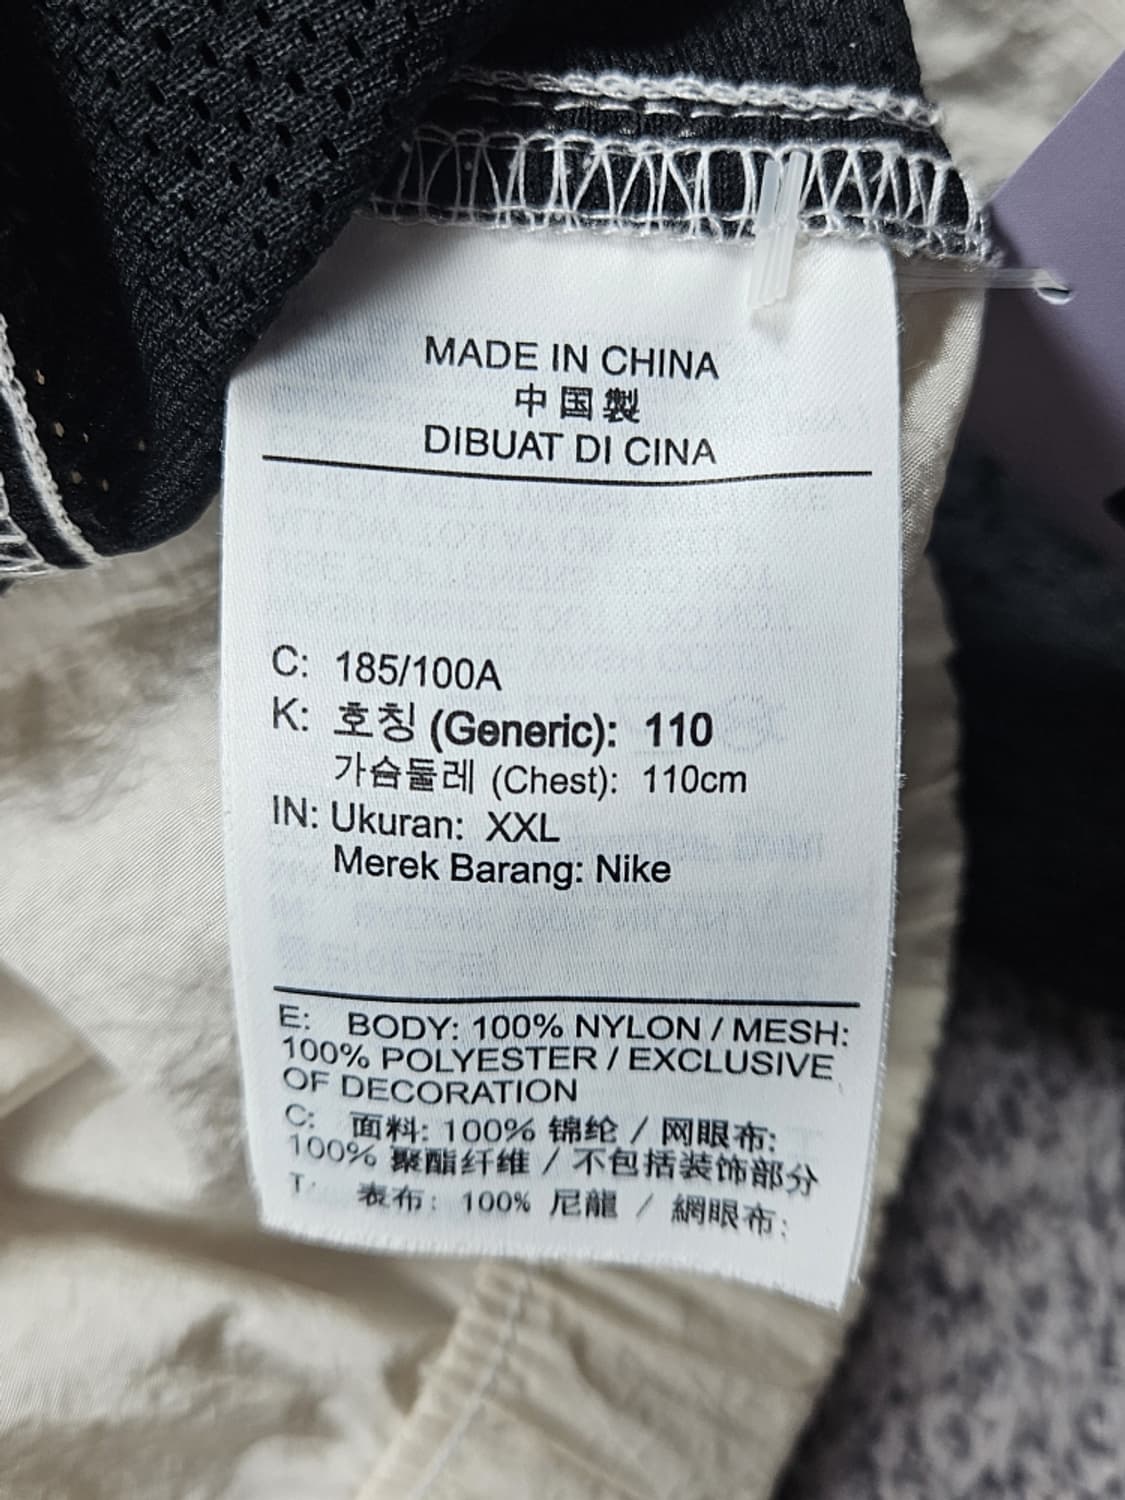 MADE IN CHINA
中国製
DIBUAT DI CINA
C: 185/100A
K: 호칭 (Generic): 110
가슴둘레 (Chest): 110cm
IN: Ukuran: XXL
Merek Barang: Nike
E: BODY: 100% NYLON / MESH:
100% POLYESTER / EXCLUSIVE
OF DECORATION
C: 面料: 100% 锦纶 / 网眼布:
100% 聚酯纤维 / 不包括装饰部分
T: 表布: 100% 尼龍 / 網眼布: